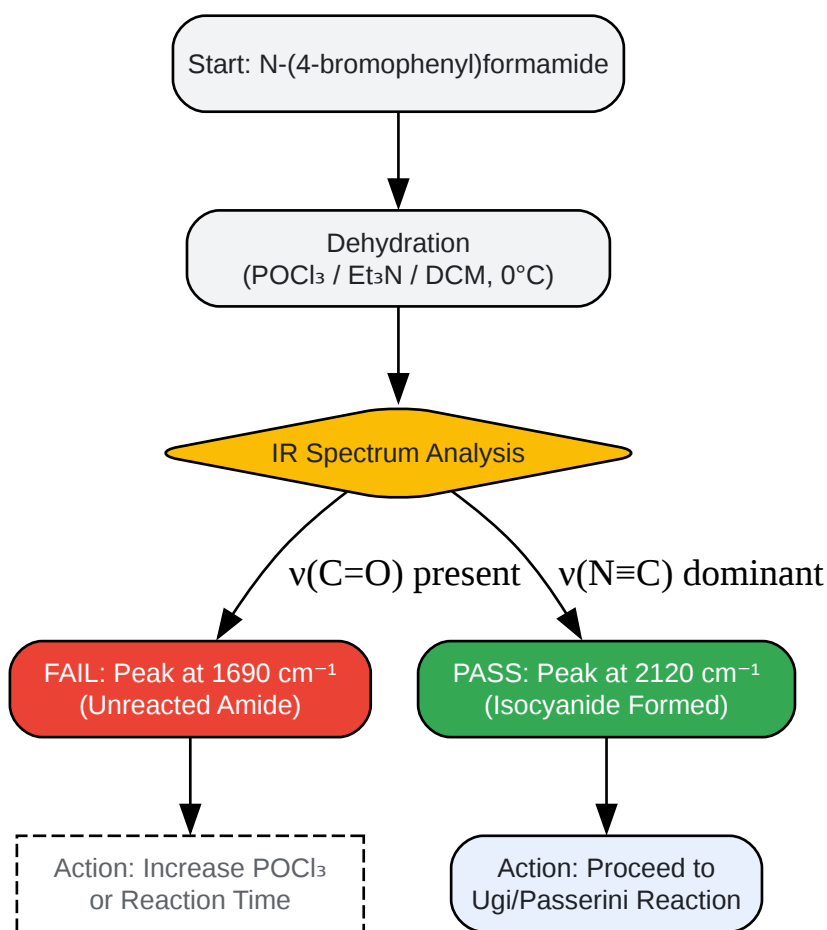 Start: N-(4-bromophenyl)formamide
Dehydration
(POCl₃ / Et₃N / DCM, 0°C)
IR Spectrum Analysis
ν(C=O) present
ν(N≡C) dominant
FAIL: Peak at 1690 cm⁻¹
(Unreacted Amide)
PASS: Peak at 2120 cm⁻¹
(Isocyanide Formed)
Action: Increase POCl₃
or Reaction Time
Action: Proceed to
Ugi/Passerini Reaction